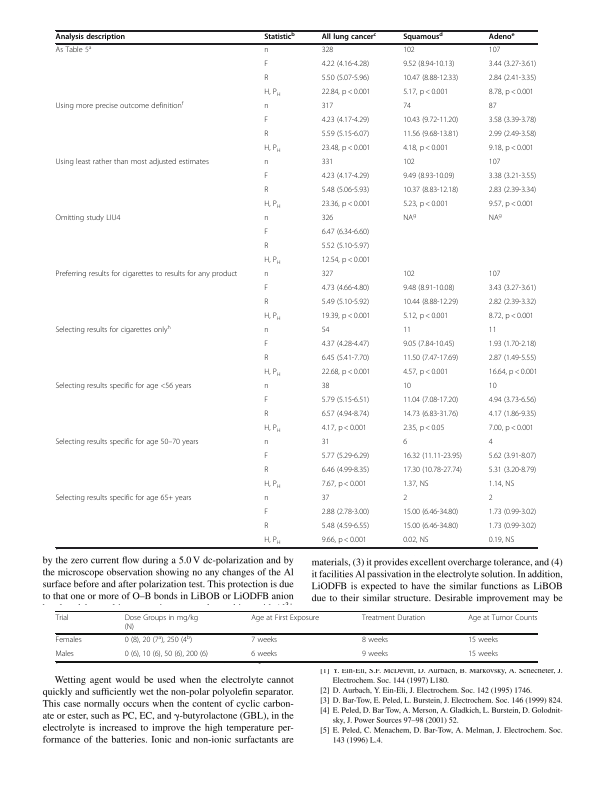 Analysis description Statisticb All lung cancerc Squamousd Adenoe
As Table 5a n 328 102 107
F 4.22 (4.16-4.28) 9.52 (8.94-10.13) 3.44 (3.27-3.61)
R 5.50 (5.07-5.96) 10.47 (8.88-12.33) 2.84 (2.41-3.35)
H, PH 22.84, p < 0.001 5.17, p < 0.001 8.78, p < 0.001
Using more precise outcome definitionf n 317 74 87
F 4.23 (4.17-4.29) 10.43 (9.72-11.20) 3.58 (3.39-3.78)
R 5.59 (5.15-6.07) 11.56 (9.68-13.81) 2.99 (2.49-3.58)
H, PH 23.48, p < 0.001 4.18, p < 0.001 9.18, p < 0.001
Using least rather than most adjusted estimates n 331 102 107
F 4.23 (4.17-4.29) 9.49 (8.93-10.09) 3.38 (3.21-3.55)
R 5.48 (5.06-5.93) 10.37 (8.83-12.18) 2.83 (2.39-3.34)
H, PH 23.36, p < 0.001 5.23, p < 0.001 9.57, p < 0.001
Omitting study LIU4 n 326 NAg NAg
F 6.47 (6.34-6.60)
R 5.52 (5.10-5.97)
H, PH 12.54, p < 0.001
Preferring results for cigarettes to results for any product n 327 102 107
F 4.73 (4.66-4.80) 9.48 (8.91-10.08) 3.43 (3.27-3.61)
R 5.49 (5.10-5.92) 10.44 (8.88-12.29) 2.82 (2.39-3.32)
H, PH 19.39, p < 0.001 5.12, p < 0.001 8.72, p < 0.001
Selecting results for cigarettes onlyh n 54 11 11
F 4.37 (4.28-4.47) 9.05 (7.84-10.45) 1.93 (1.70-2.18)
R 6.45 (5.41-7.70) 11.50 (7.47-17.69) 2.87 (1.49-5.55)
H, PH 22.68, p < 0.001 4.57, p < 0.001 16.64, p < 0.001
Selecting results specific for age <56 years n 38 10 10
F 5.79 (5.15-6.51) 11.04 (7.08-17.20) 4.94 (3.73-6.56)
R 6.57 (4.94-8.74) 14.73 (6.83-31.76) 4.17 (1.86-9.35)
H, PH 4.17, p < 0.001 2.35, p < 0.05 7.00, p < 0.001
Selecting results specific for age 50–70 years n 31 6 4
F 5.77 (5.29-6.29) 16.32 (11.11-23.95) 5.62 (3.91-8.07)
R 6.46 (4.99-8.35) 17.30 (10.78-27.74) 5.31 (3.20-8.79)
H, PH 7.67, p < 0.001 1.37, NS 1.14, NS
Selecting results specific for age 65+ years n 37 2 2
F 2.88 (2.78-3.00) 15.00 (6.46-34.80) 1.73 (0.99-3.02)
R 5.48 (4.59-6.55) 15.00 (6.46-34.80) 1.73 (0.99-3.02)
H, PH 9.66, p < 0.001 0.02, NS 0.19, NS
by the zero current flow during a 5.0 V dc-polarization and by
the microscope observation showing no any changes of the Al
surface before and after polarization test. This protection is due
to that one or more of O–B bonds in LiBOB or LiODFB anion
materials, (3) it provides excellent overcharge tolerance, and (4)
it facilities Al passivation in the electrolyte solution. In addition,
LiODFB is expected to have the similar functions as LiBOB
due to their similar structure. Desirable improvement may be
Trial Dose Groups in mg/kg (N) Age at First Exposure Treatment Duration Age at Tumor Counts
Females 0 (8), 20 (7a), 250 (4b) 7 weeks 8 weeks 15 weeks
Males 0 (6), 10 (6), 50 (6), 200 (6) 6 weeks 9 weeks 15 weeks
Wetting agent would be used when the electrolyte cannot
quickly and sufficiently wet the non-polar polyolefin separator.
This case normally occurs when the content of cyclic carbon-
ate or ester, such as PC, EC, and γ-butyrolactone (GBL), in the
electrolyte is increased to improve the high temperature per-
formance of the batteries. Ionic and non-ionic surfactants are
[1] Y. Ein-Eli, S.F. McDevitt, D. Aurbach, B. Markovsky, A. Schecheter, J.
Electrochem. Soc. 144 (1997) L180.
[2] D. Aurbach, Y. Ein-Eli, J. Electrochem. Soc. 142 (1995) 1746.
[3] D. Bar-Tow, E. Peled, L. Burstein, J. Electrochem. Soc. 146 (1999) 824.
[4] E. Peled, D. Bar Tow, A. Merson, A. Gladkich, L. Burstein, D. Golodnit-
sky, J. Power Sources 97–98 (2001) 52.
[5] E. Peled, C. Menachem, D. Bar-Tow, A. Melman, J. Electrochem. Soc.
143 (1996) L.4.